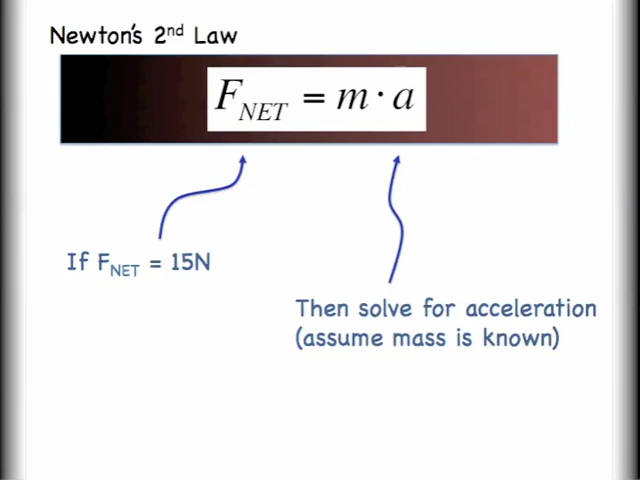 Newton's 2nd Law
F_NET = m · a
If F_NET = 15N
Then solve for acceleration
(assume mass is known)